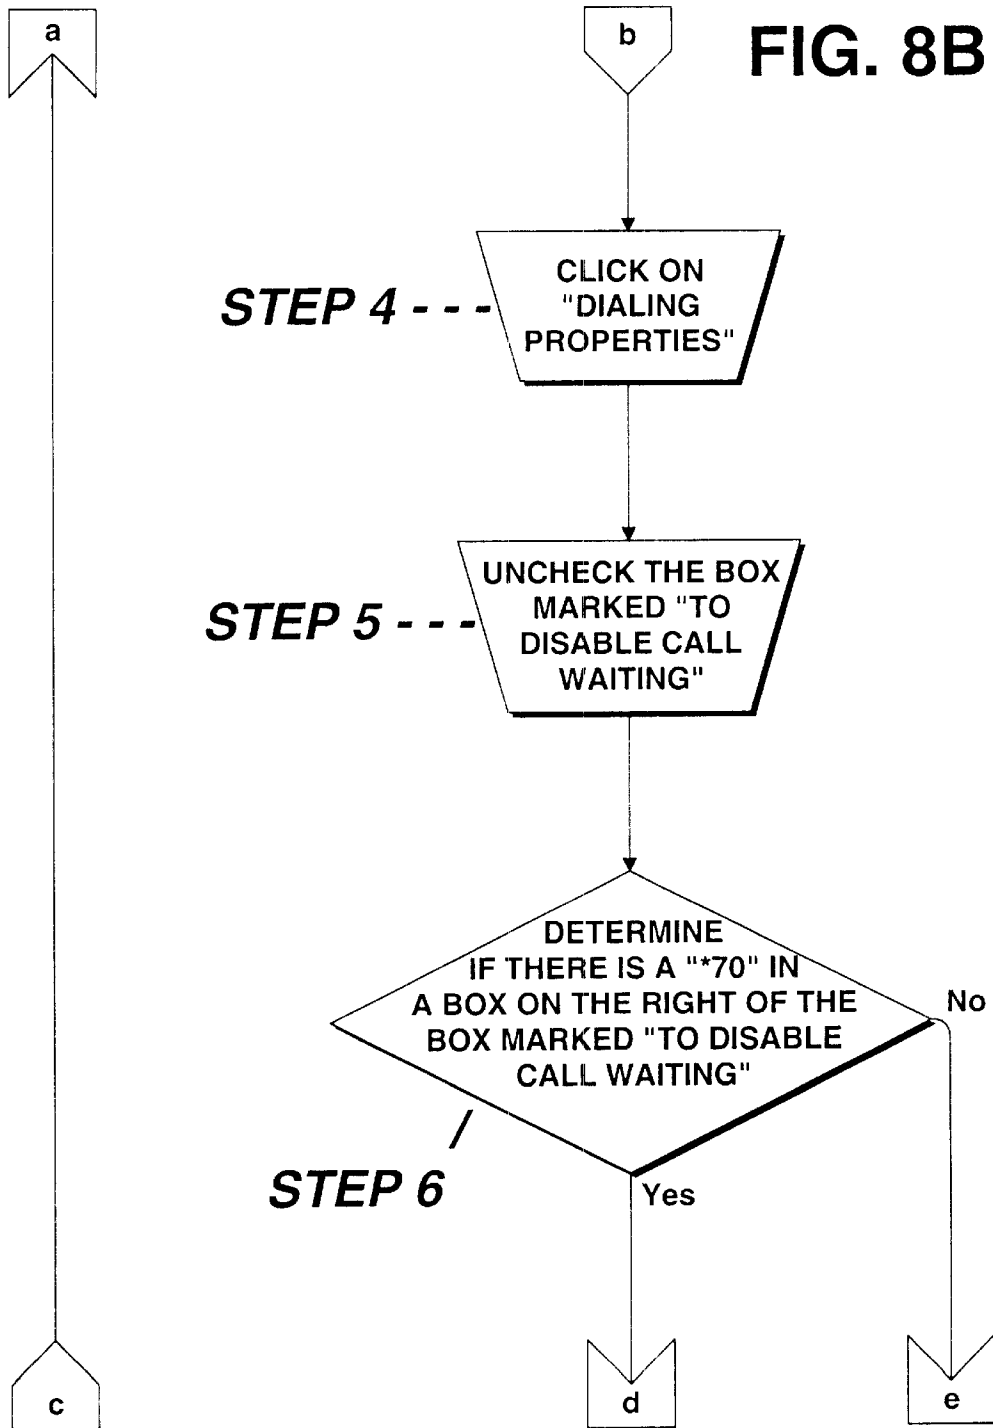 a
b
FIG. 8B
STEP 4 - - -
CLICK ON
"DIALING
PROPERTIES"
STEP 5 - - -
UNCHECK THE BOX
MARKED "TO
DISABLE CALL
WAITING"
DETERMINE
IF THERE IS A "*70" IN
A BOX ON THE RIGHT OF THE
BOX MARKED "TO DISABLE
CALL WAITING"
No
STEP 6
Yes
c
d
e